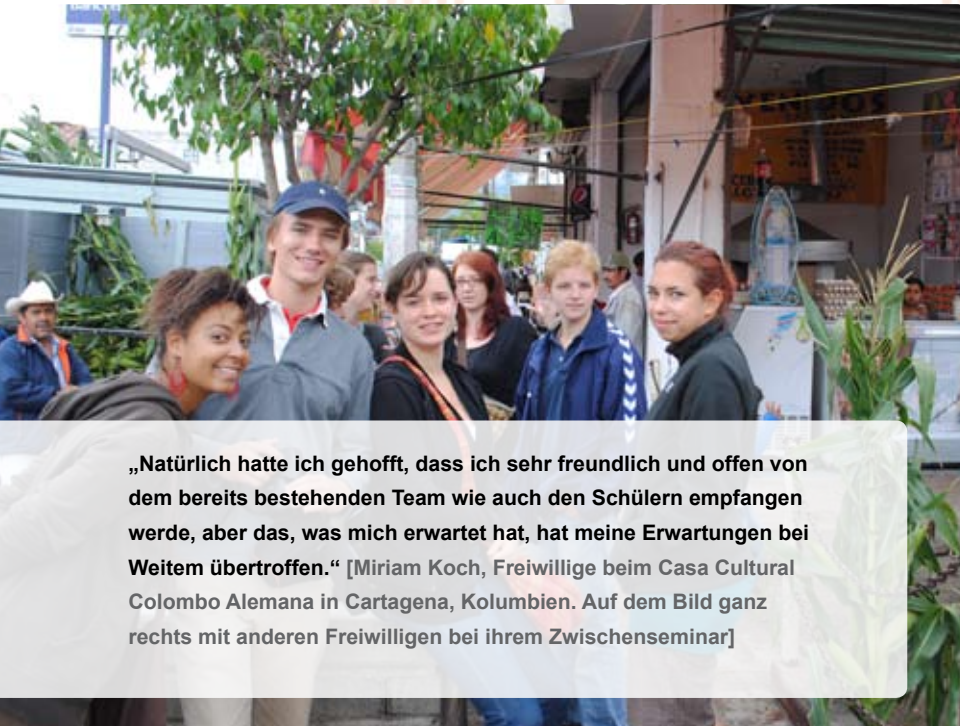 VENIDOS
„Natürlich hatte ich gehofft, dass ich sehr freundlich und offen von
dem bereits bestehenden Team wie auch den Schülern empfangen
werde, aber das, was mich erwartet hat, hat meine Erwartungen bei
Weitem übertroffen.“ [Miriam Koch, Freiwillige beim Casa Cultural
Colombo Alemana in Cartagena, Kolumbien. Auf dem Bild ganz
rechts mit anderen Freiwilligen bei ihrem Zwischenseminar]